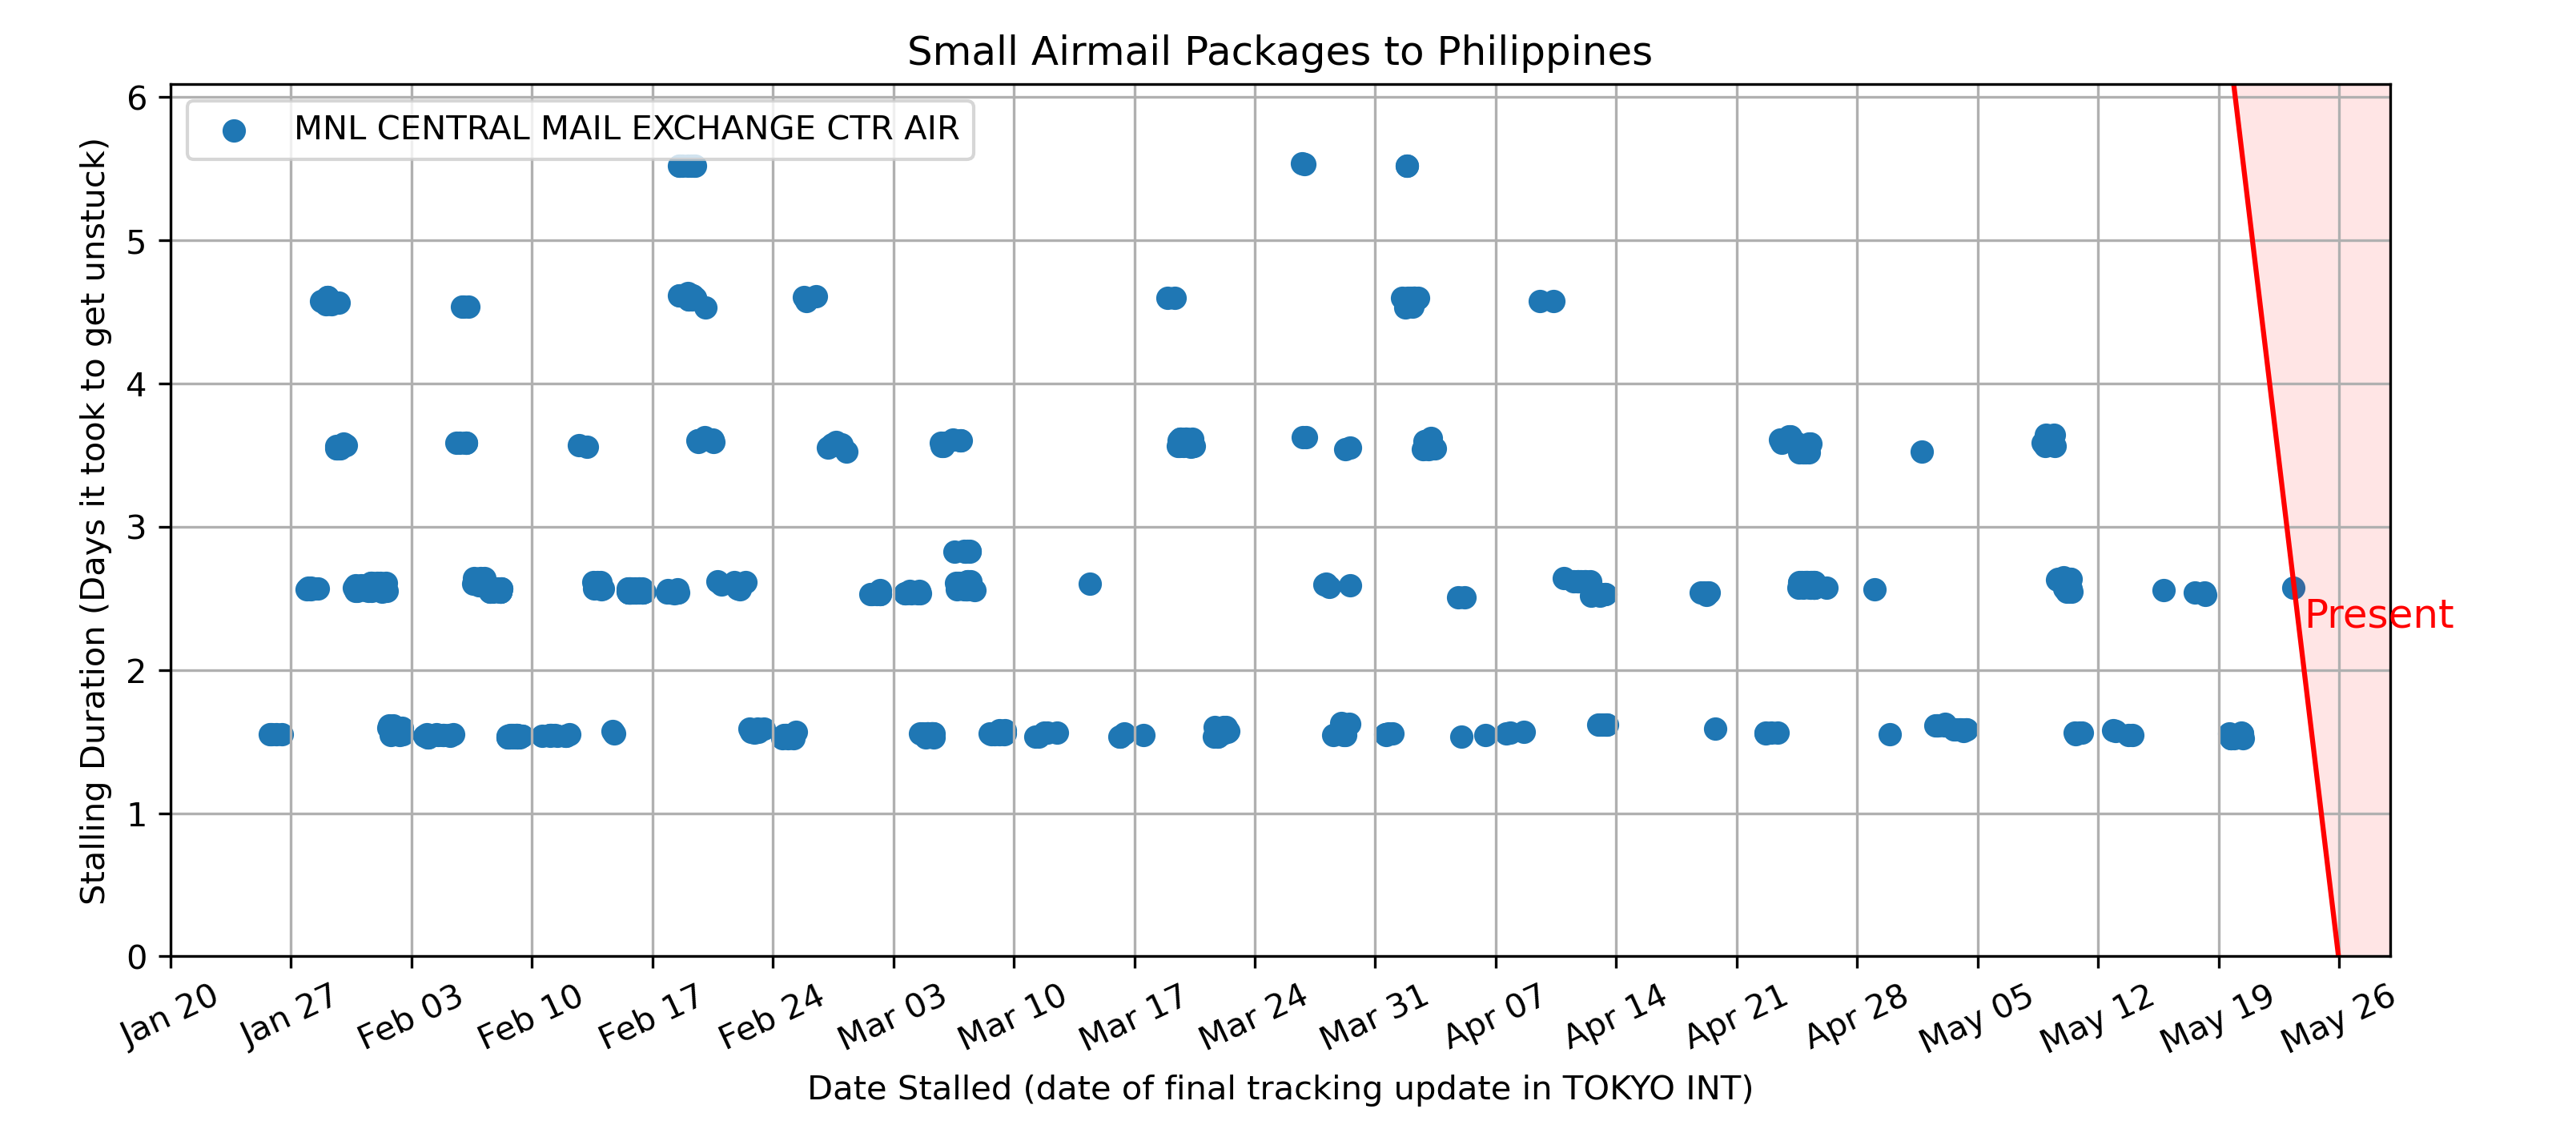 Small Airmail Packages to Philippines
MNL CENTRAL MAIL EXCHANGE CTR AIR
Stalling Duration (Days it took to get unstuck)
6
5
4
3
2
1
0
Present
Jan 20 Jan 27 Feb 03 Feb 10 Feb 17 Feb 24 Mar 03 Mar 10 Mar 17 Mar 24 Mar 31 Apr 07 Apr 14 Apr 21 Apr 28 May 05 May 12 May 19 May 26
Date Stalled (date of final tracking update in TOKYO INT)